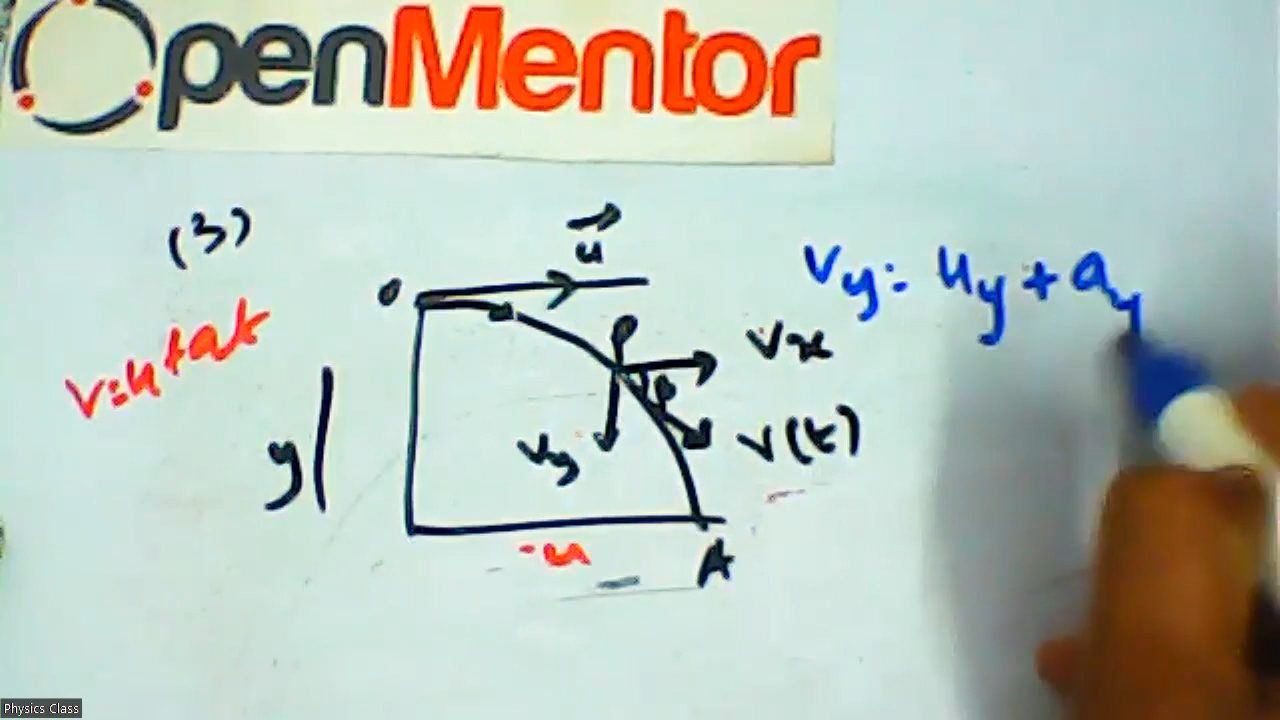 OpenMentor
(3)
u
O
v=u+at
vy= uy + ay
P
vx
θ
vy
v(t)
y
A
Physics Class